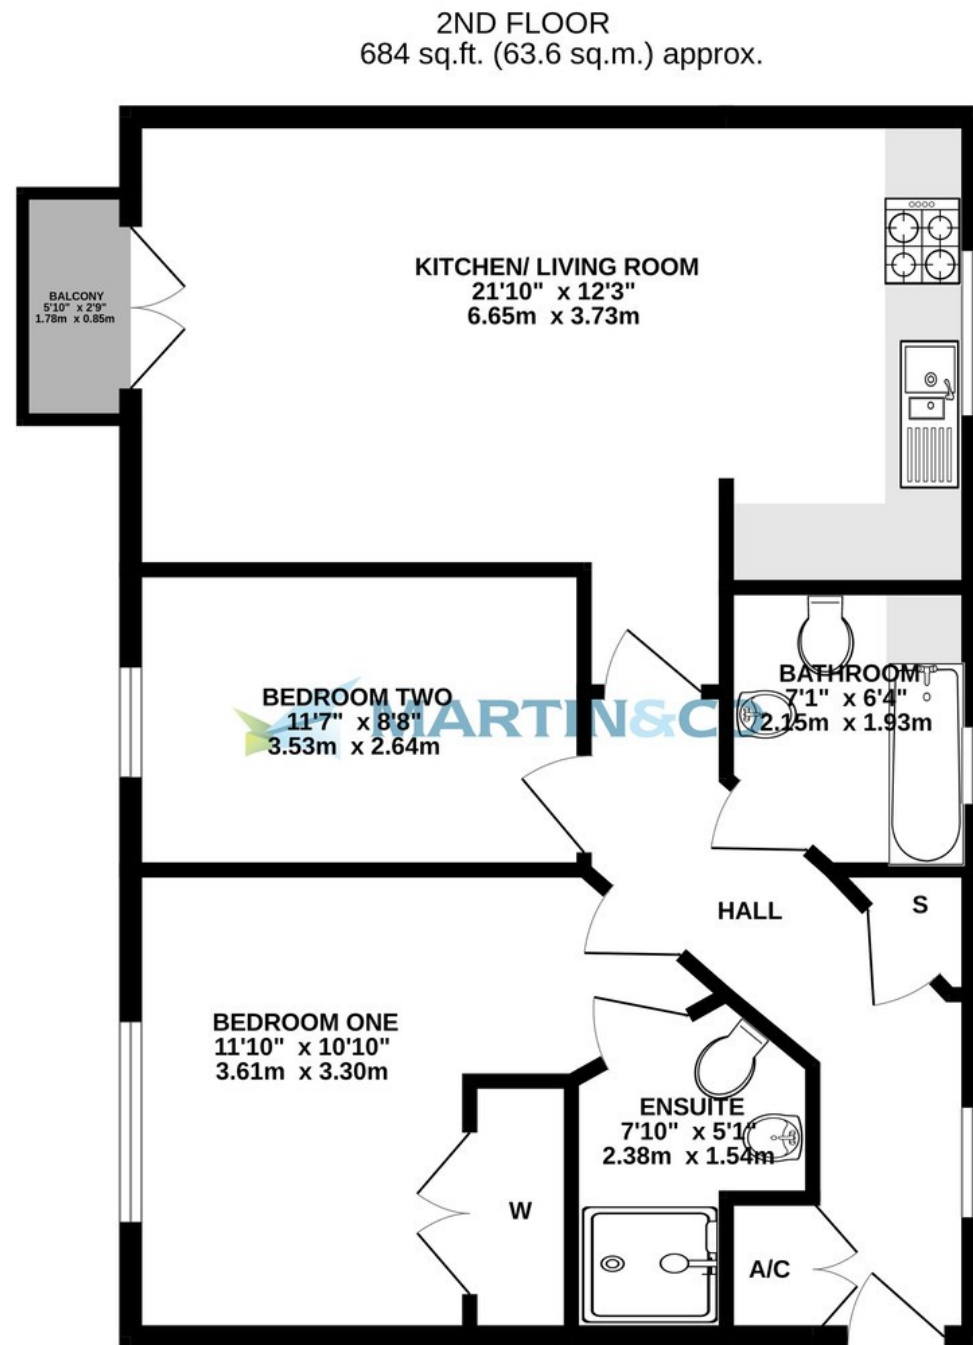 2ND FLOOR
684 sq.ft. (63.6 sq.m.) approx.
KITCHEN/ LIVING ROOM
21'10" x 12'3"
6.65m x 3.73m
BALCONY
5'10" x 2'9"
1.78m x 0.85m
BEDROOM TWO
11'7" x 8'8"
3.53m x 2.64m
BATHROOM
7'1" x 6'4"
2.15m x 1.93m
MARTIN&CO
HALL
S
BEDROOM ONE
11'10" x 10'10"
3.61m x 3.30m
ENSUITE
7'10" x 5'1"
2.38m x 1.54m
W
A/C